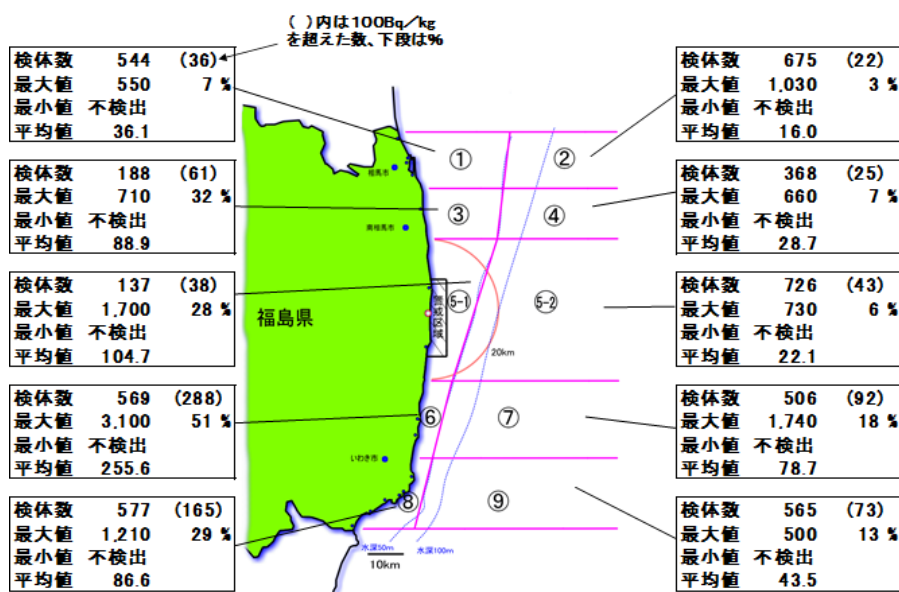 ( )内は100Bq/kg
を超えた数、下段は%
検体数 544 (36)
最大値 550 7 %
最小値 不検出
平均値 36.1
検体数 188 (61)
最大値 710 32 %
最小値 不検出
平均値 88.9
検体数 137 (38)
最大値 1,700 28 %
最小値 不検出
平均値 104.7
検体数 569 (288)
最大値 3,100 51 %
最小値 不検出
平均値 255.6
検体数 577 (165)
最大値 1,210 29 %
最小値 不検出
平均値 86.6
① ②
相馬市
③ ④
南相馬市
5-1 5-2
警戒区域
福島県
20km
⑥ ⑦
いわき市
⑧ ⑨
水深50m 水深100m
10km
検体数 675 (22)
最大値 1,030 3 %
最小値 不検出
平均値 16.0
検体数 368 (25)
最大値 660 7 %
最小値 不検出
平均値 28.7
検体数 726 (43)
最大値 730 6 %
最小値 不検出
平均値 22.1
検体数 506 (92)
最大値 1,740 18 %
最小値 不検出
平均値 78.7
検体数 565 (73)
最大値 500 13 %
最小値 不検出
平均値 43.5